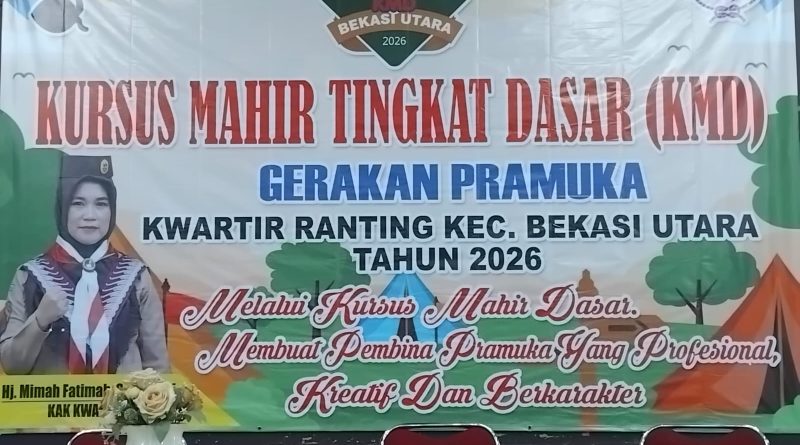 KMD
BEKASI UTARA
2026
KURSUS MAHIR TINGKAT DASAR (KMD)
GERAKAN PRAMUKA
KWARTIR RANTING KEC. BEKASI UTARA
TAHUN 2026
Melalui Kursus Mahir Dasar.
Membuat Pembina Pramuka Yang Profesional,
Kreatif Dan Berkarakter
Hj. Mimah Fatimah
KAK